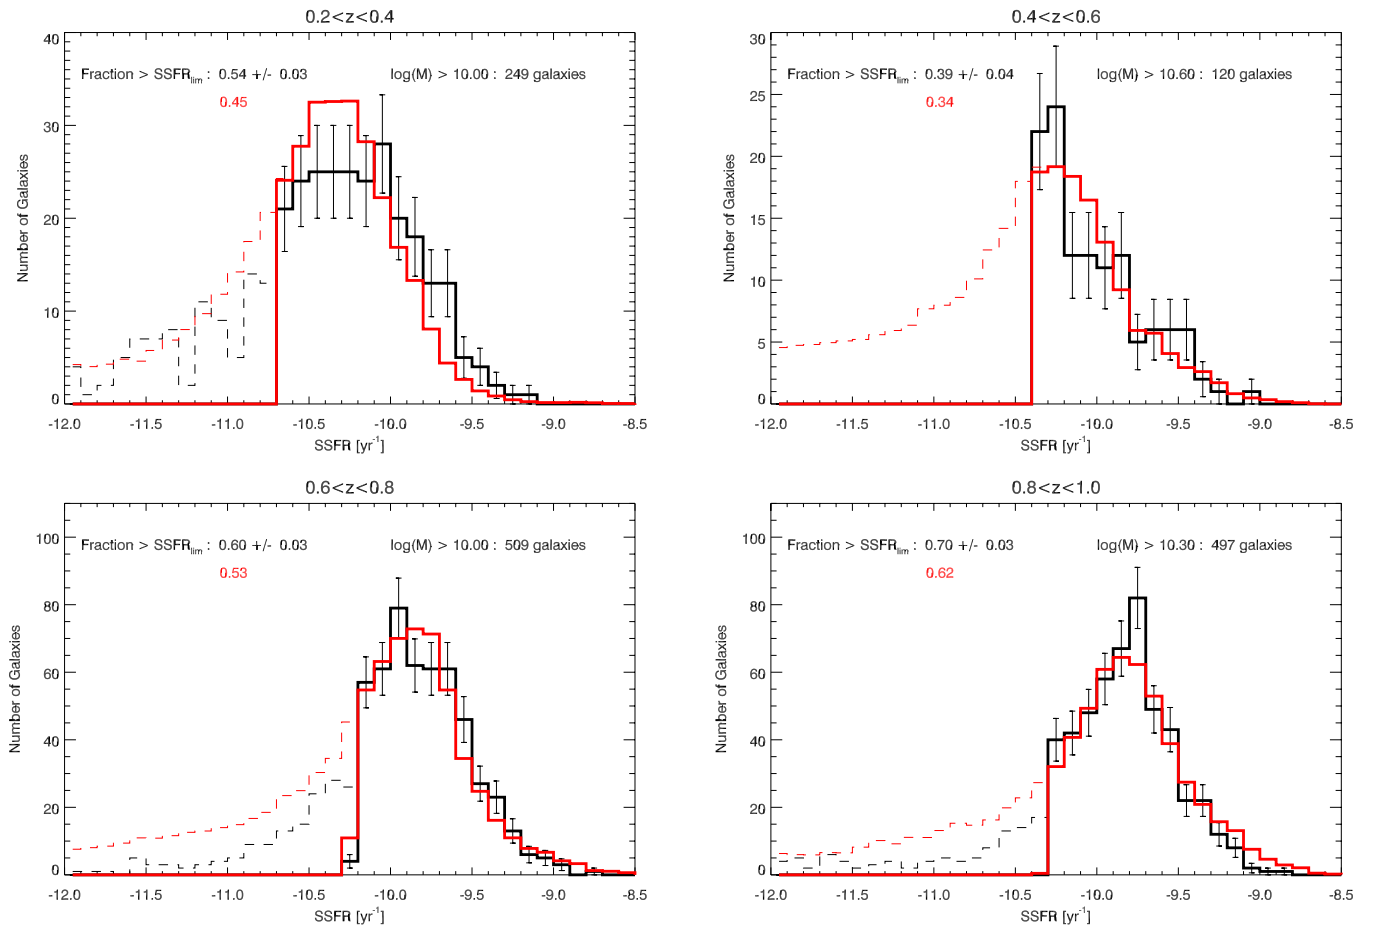 0.2<z<0.4
40
30
20
10
0
Number of Galaxies
Fraction > SSFRlim : 0.54 +/- 0.03
log(M) > 10.00 : 249 galaxies
0.45
-12.0 -11.5 -11.0 -10.5 -10.0 -9.5 -9.0 -8.5
SSFR [yr-1]
0.4<z<0.6
30
25
20
15
10
5
0
Number of Galaxies
Fraction > SSFRlim : 0.39 +/- 0.04
log(M) > 10.60 : 120 galaxies
0.34
-12.0 -11.5 -11.0 -10.5 -10.0 -9.5 -9.0 -8.5
SSFR [yr-1]
0.6<z<0.8
100
80
60
40
20
0
Number of Galaxies
Fraction > SSFRlim : 0.60 +/- 0.03
log(M) > 10.00 : 509 galaxies
0.53
-12.0 -11.5 -11.0 -10.5 -10.0 -9.5 -9.0 -8.5
SSFR [yr-1]
0.8<z<1.0
100
80
60
40
20
0
Number of Galaxies
Fraction > SSFRlim : 0.70 +/- 0.03
log(M) > 10.30 : 497 galaxies
0.62
-12.0 -11.5 -11.0 -10.5 -10.0 -9.5 -9.0 -8.5
SSFR [yr-1]